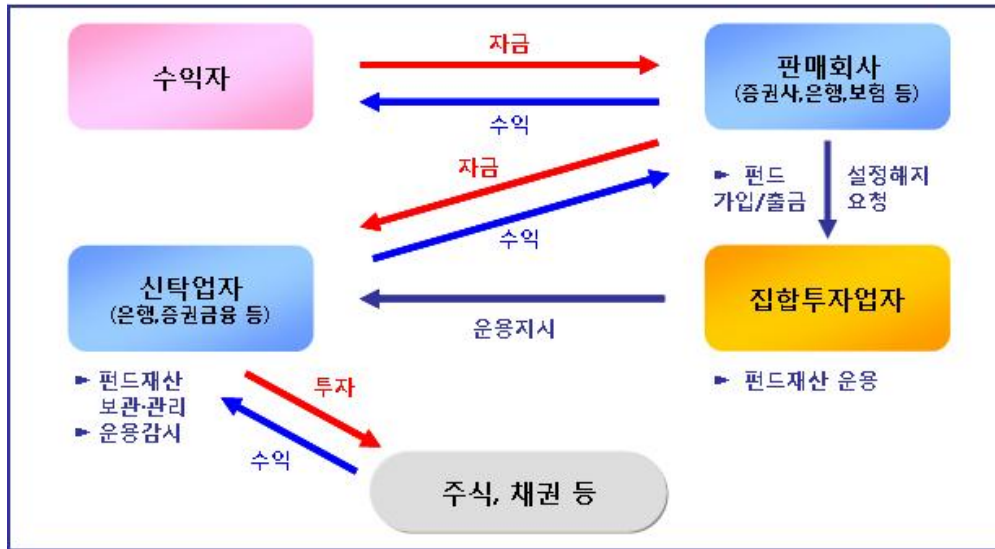 수익자
자금
수익
판매회사
(증권사,은행,보험 등)
자금
수익
► 펀드
가입/출금
설정해지
요청
신탁업자
(은행,증권금융 등)
운용지시
집합투자업자
► 펀드재산
보관·관리
► 운용감시
투자
수익
► 펀드재산 운용
주식, 채권 등